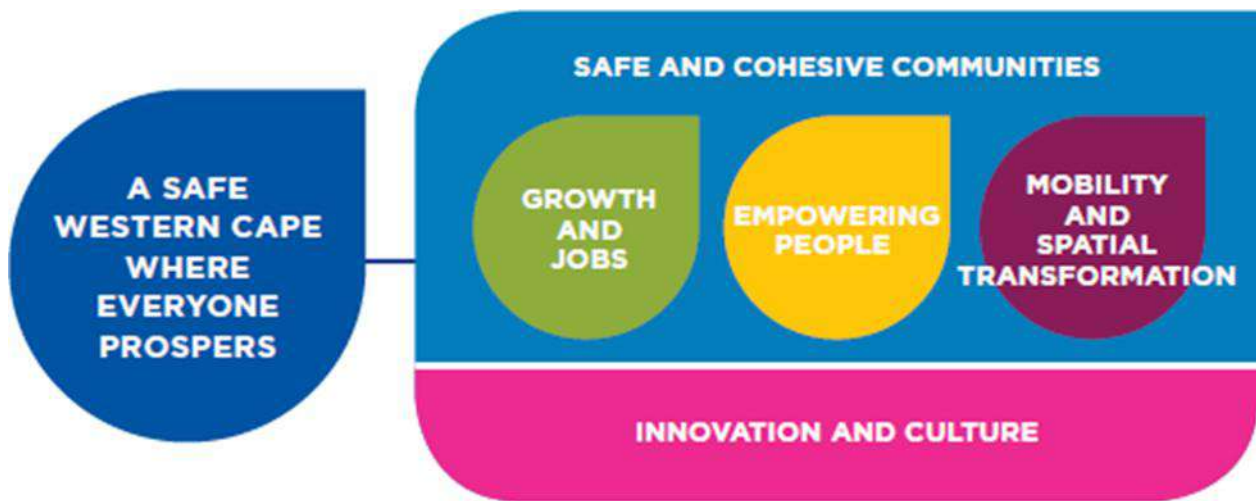 A SAFE
WESTERN CAPE
WHERE
EVERYONE
PROSPERS
SAFE AND COHESIVE COMMUNITIES
GROWTH
AND
JOBS
EMPOWERING
PEOPLE
MOBILITY
AND
SPATIAL
TRANSFORMATION
INNOVATION AND CULTURE